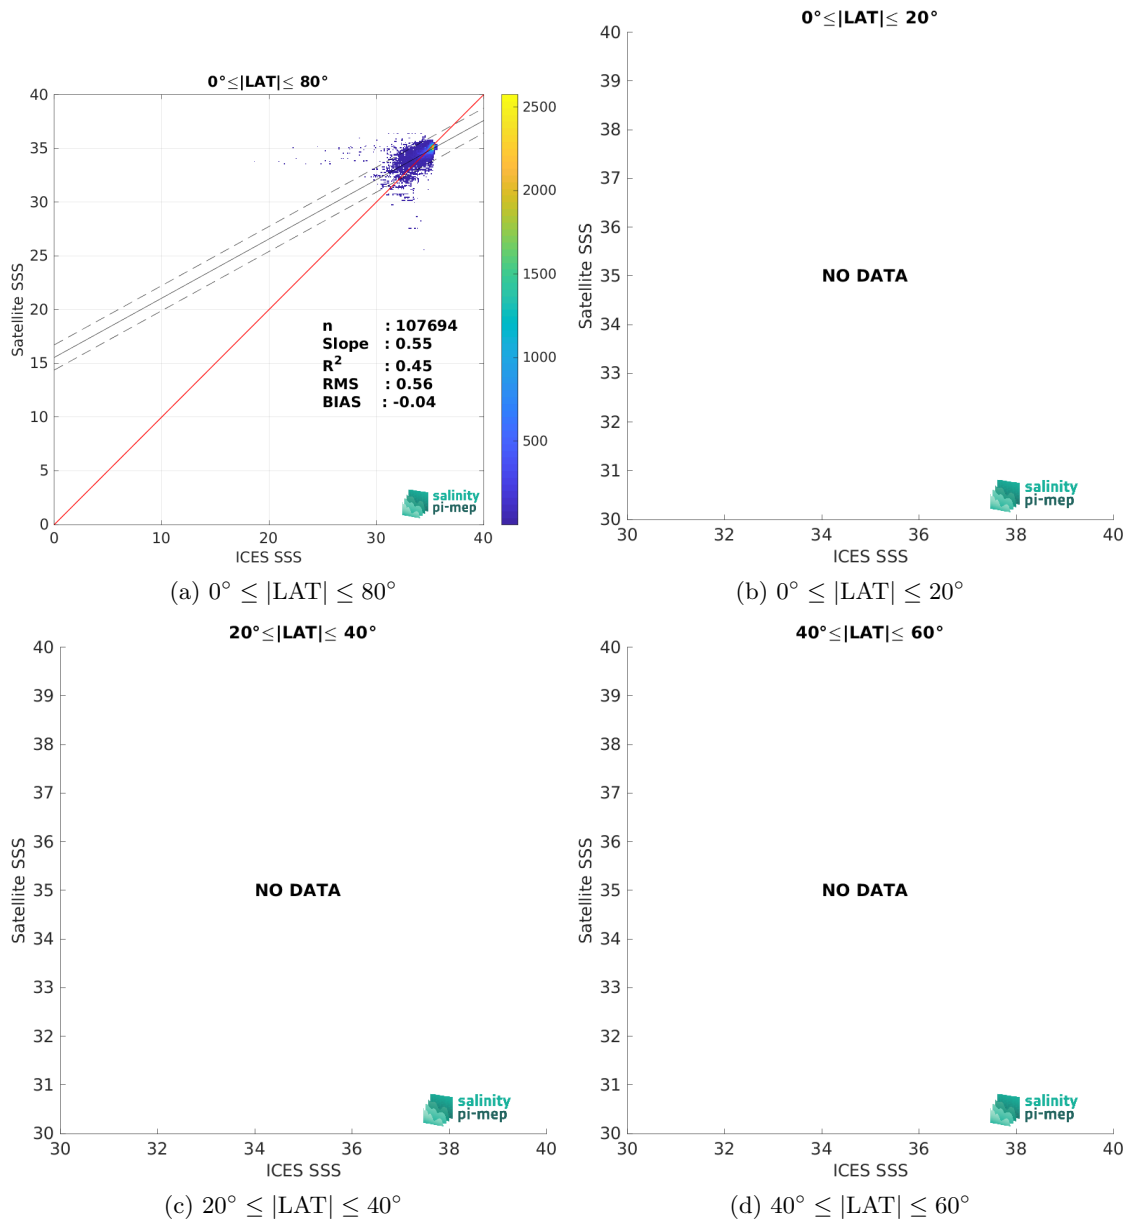 0°≤|LAT|≤ 80°
40
35
30
25
20
15
10
5
0
0
10
20
30
40
Satellite SSS
ICES SSS
n : 107694
Slope : 0.55
R² : 0.45
RMS : 0.56
BIAS : -0.04
salinity
pi-mep
2500
2000
1500
1000
500
(a) 0° ≤ |LAT| ≤ 80°
0°≤|LAT|≤ 20°
40
39
38
37
36
35
34
33
32
31
30
30
32
34
36
38
40
Satellite SSS
ICES SSS
NO DATA
salinity
pi-mep
(b) 0° ≤ |LAT| ≤ 20°
20°≤|LAT|≤ 40°
40
39
38
37
36
35
34
33
32
31
30
30
32
34
36
38
40
Satellite SSS
ICES SSS
NO DATA
salinity
pi-mep
(c) 20° ≤ |LAT| ≤ 40°
40°≤|LAT|≤ 60°
40
39
38
37
36
35
34
33
32
31
30
30
32
34
36
38
40
Satellite SSS
ICES SSS
NO DATA
salinity
pi-mep
(d) 40° ≤ |LAT| ≤ 60°